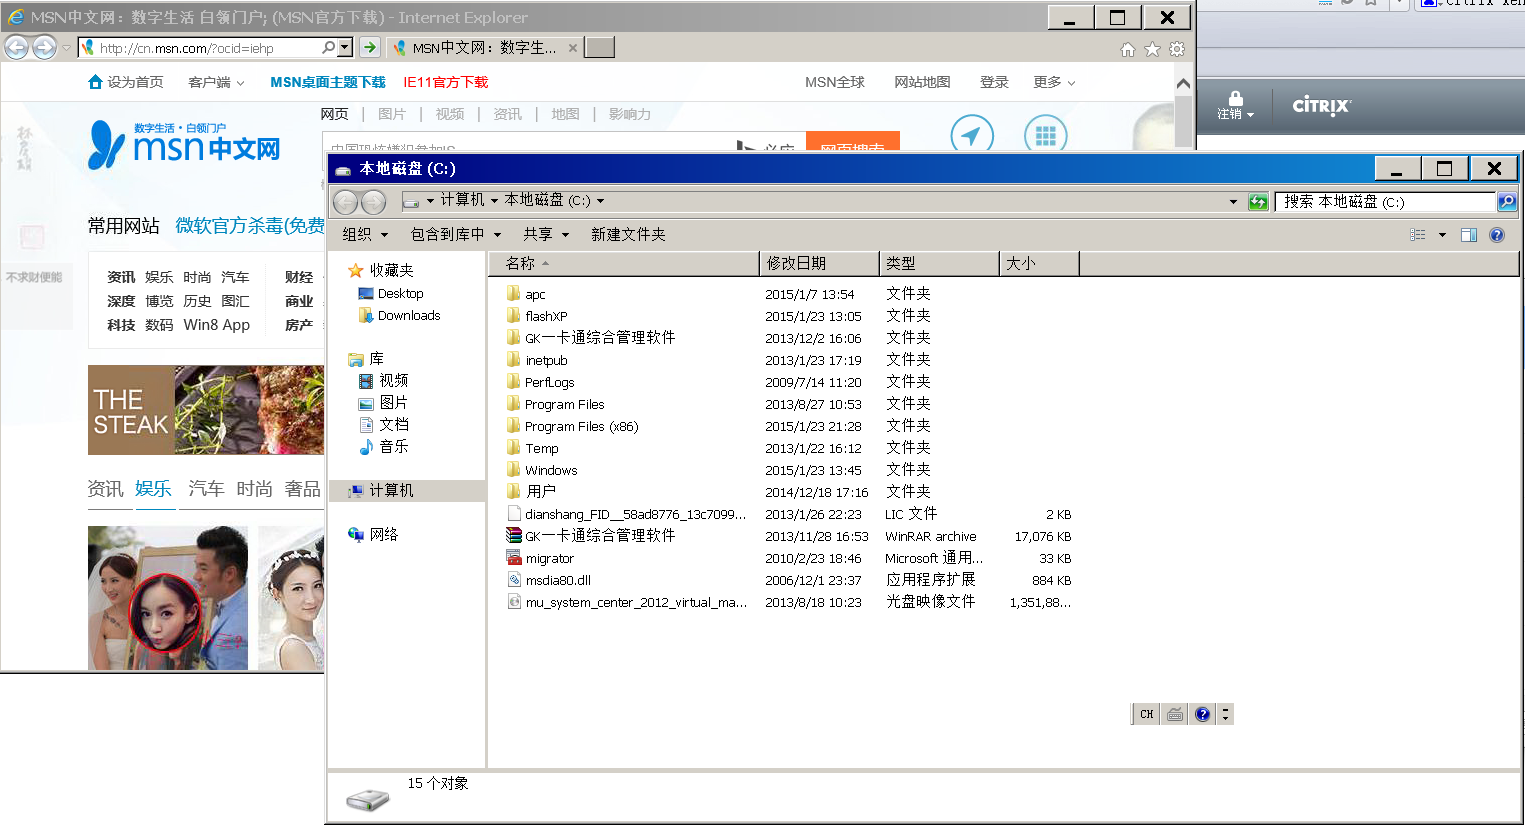 MSN中文网：数字生活 白领门户; (MSN官方下载) - Internet Explorer
http://cn.msn.com/?ocid=iehp
MSN中文网：数字生...
设为首页 客户端 MSN桌面主题下载 IE11官方下载 MSN全球 网站地图 登录 更多
注销 CITRIX
网页 | 图片 | 视频 | 资讯 | 地图 | 影响力
数字生活·白领门户
msn中文网
常用网站 微软官方杀毒(免费
不求财便能
资讯 娱乐 时尚 汽车 财经
深度 博览 历史 图汇 商业
科技 数码 Win8 App 房产
THE
STEAK
资讯 娱乐 汽车 时尚 奢品
小三?
本地磁盘 (C:)
计算机 本地磁盘 (C:)
搜索 本地磁盘 (C:)
组织 包含到库中 共享 新建文件夹
收藏夹
Desktop
Downloads
库
视频
图片
文档
音乐
计算机
网络
名称 修改日期 类型 大小
apc 2015/1/7 13:54 文件夹
flashXP 2015/1/23 13:05 文件夹
GK一卡通综合管理软件 2013/12/2 16:06 文件夹
inetpub 2013/1/23 17:19 文件夹
PerfLogs 2009/7/14 11:20 文件夹
Program Files 2013/8/27 10:53 文件夹
Program Files (x86) 2015/1/23 21:28 文件夹
Temp 2013/1/22 16:12 文件夹
Windows 2015/1/23 13:45 文件夹
用户 2014/12/18 17:16 文件夹
dianshang_FID__58ad8776_13c7099... 2013/1/26 22:23 LIC 文件 2 KB
GK一卡通综合管理软件 2013/11/28 16:53 WinRAR archive 17,076 KB
migrator 2010/2/23 18:46 Microsoft 通用... 33 KB
msdia80.dll 2006/12/1 23:37 应用程序扩展 884 KB
mu_system_center_2012_virtual_ma... 2013/8/18 10:23 光盘映像文件 1,351,88...
CH
15 个对象